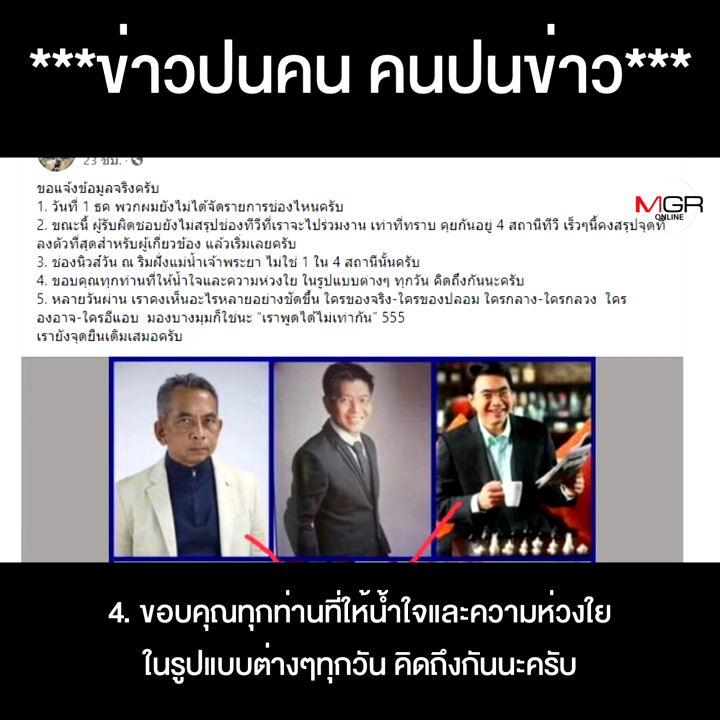 ***ข่าวปนคน คนปนข่าว***
23 ชม.
ขอแจ้งข้อมูลจริงครับ
1. วันที่ 1 ธค พวกผมยังไม่ได้จัดรายการช่องไหนครับ
2. ขณะนี้ ผู้รับผิดชอบยังไม่สรุปช่องทีวีที่เราจะไปร่วมงาน เท่าที่ทราบ คุยกันอยู่ 4 สถานีทีวี เร็วๆนี้คงสรุปจุดที่
ลงตัวที่สุดสำหรับผู้เกี่ยวข้อง แล้วเริ่มเลยครับ
3. ช่องนิวส์วัน ณ ริมฝั่งแม่น้ำเจ้าพระยา ไม่ใช่ 1 ใน 4 สถานีนั้นครับ
4. ขอบคุณทุกท่านที่ให้น้ำใจและความห่วงใย ในรูปแบบต่างๆ ทุกวัน คิดถึงกันนะครับ
5. หลายวันผ่าน เราคงเห็นอะไรหลายอย่างชัดขึ้น ใครของจริง-ใครของปลอม ใครกลาง-ใครกลวง ใคร
องอาจ-ใครอีแอบ มองบางมุมก็ใช่นะ "เราพูดได้ไม่เท่ากัน" 555
เรายังจุดยืนเดิมเสมอครับ
MGR
ONLINE
4. ขอบคุณทุกท่านที่ให้น้ำใจและความห่วงใย
ในรูปแบบต่างๆทุกวัน คิดถึงกันนะครับ